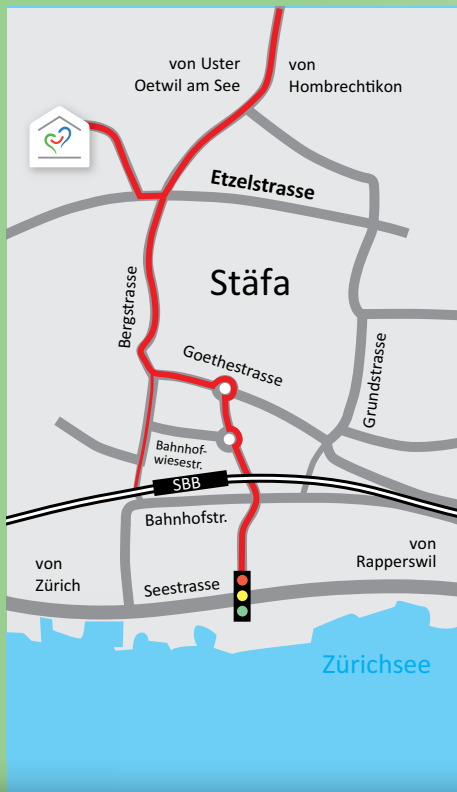 von Uster
Oetwil am See
von
Hombrechtikon
Etzelstrasse
Stäfa
Bergstrasse
Goethestrasse
Grundstrasse
Bahnhof-
wiesestr.
SBB
Bahnhofstr.
von
Zürich
Seestrasse
von
Rapperswil
Zürichsee